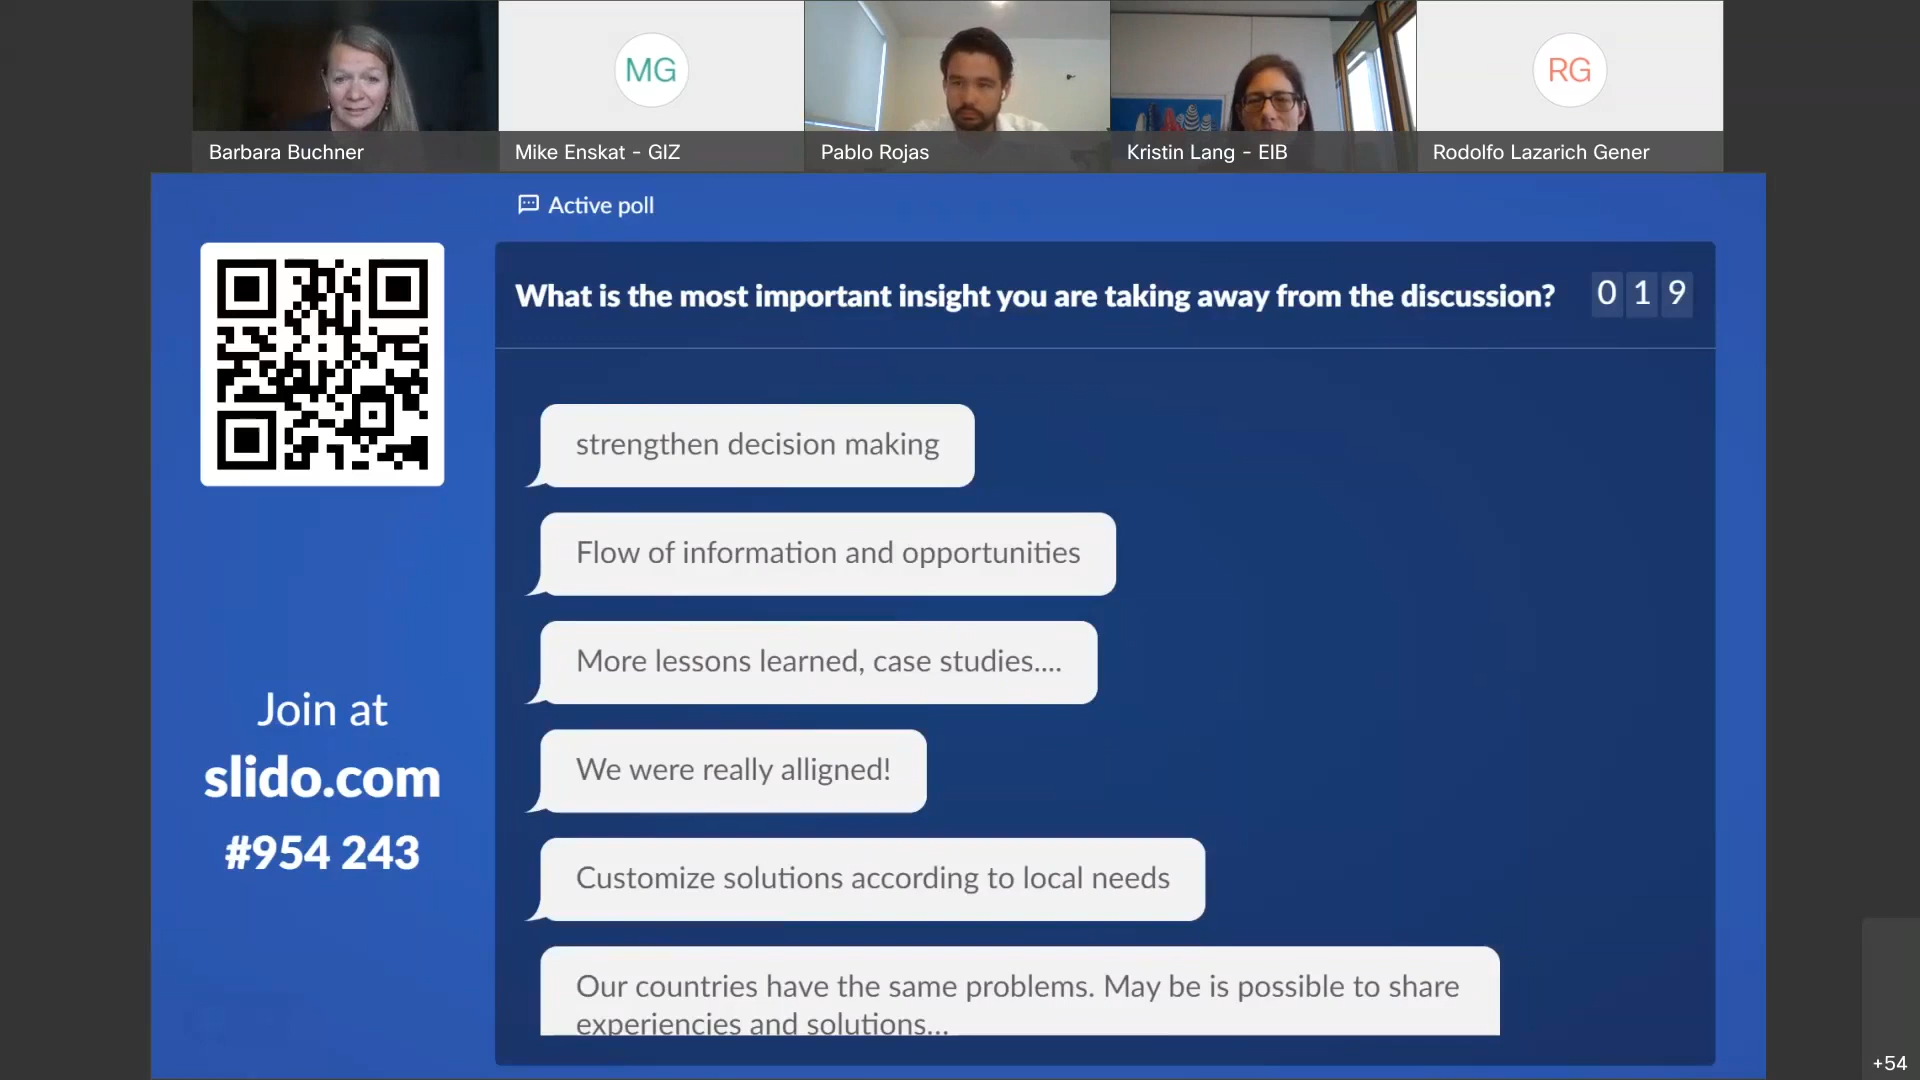 MG
RG
Barbara Buchner
Mike Enskat - GIZ
Pablo Rojas
Kristin Lang - EIB
Rodolfo Lazarich Gener
Active poll
What is the most important insight you are taking away from the discussion?
0 1 9
strengthen decision making
Flow of information and opportunities
More lessons learned, case studies....
We were really alligned!
Customize solutions according to local needs
Our countries have the same problems. May be is possible to share
experiencies and solutions...
Join at
slido.com
#954 243
+54